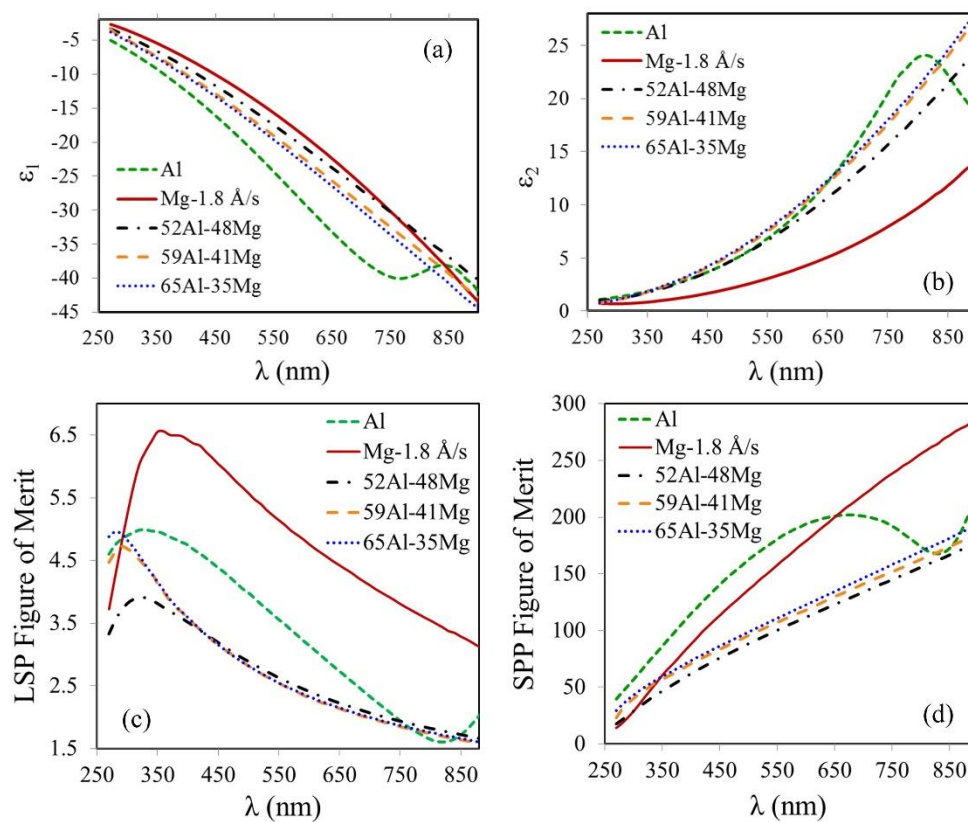 (a)
-5
-10
-15
-20
-25
-30
-35
-40
-45
ε₁
Al
Mg-1.8 Å/s
52Al-48Mg
59Al-41Mg
65Al-35Mg
250 350 450 550 650 750 850
λ (nm)
25
20
15
10
5
0
ε₂
Al
Mg-1.8 Å/s
52Al-48Mg
59Al-41Mg
65Al-35Mg
(b)
250 350 450 550 650 750 850
λ (nm)
6.5
5.5
4.5
3.5
2.5
1.5
LSP Figure of Merit
Al
Mg-1.8 Å/s
52Al-48Mg
59Al-41Mg
65Al-35Mg
(c)
250 350 450 550 650 750 850
λ (nm)
300
250
200
150
100
50
0
SPP Figure of Merit
Al
Mg-1.8 Å/s
52Al-48Mg
59Al-41Mg
65Al-35Mg
(d)
250 350 450 550 650 750 850
λ (nm)